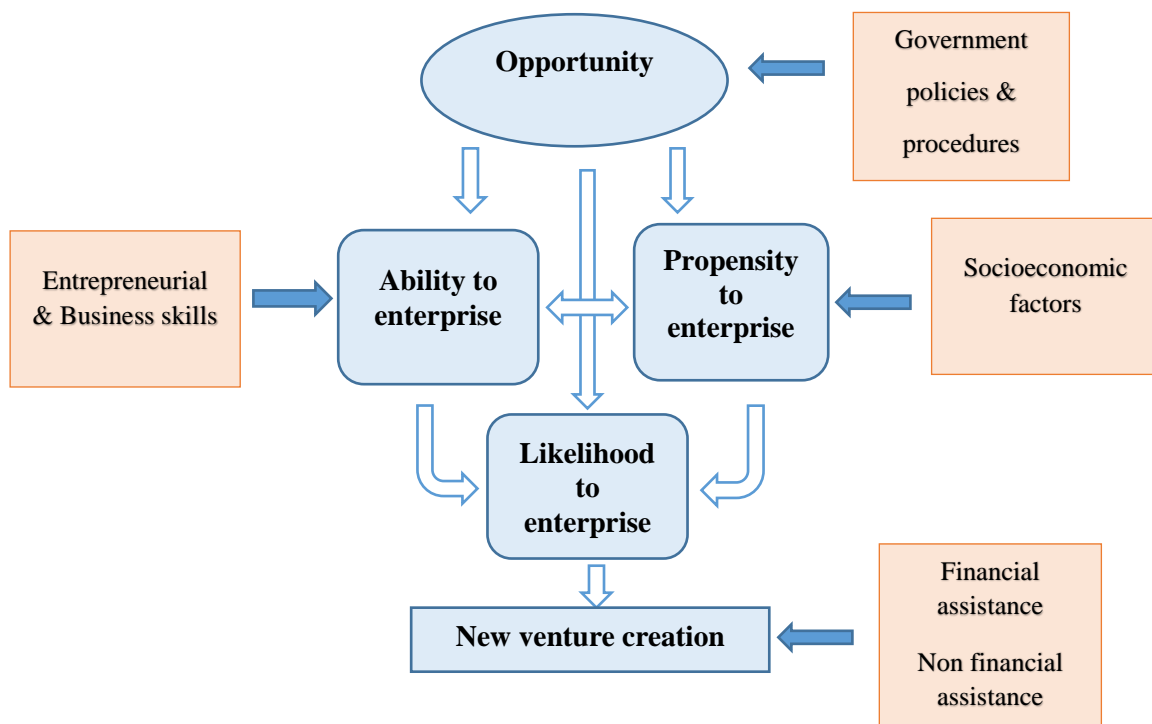 Opportunity
Government
policies &
procedures
Entrepreneurial
& Business skills
Ability to
enterprise
Propensity
to
enterprise
Socioeconomic
factors
Likelihood
to
enterprise
New venture creation
Financial
assistance
Non financial
assistance